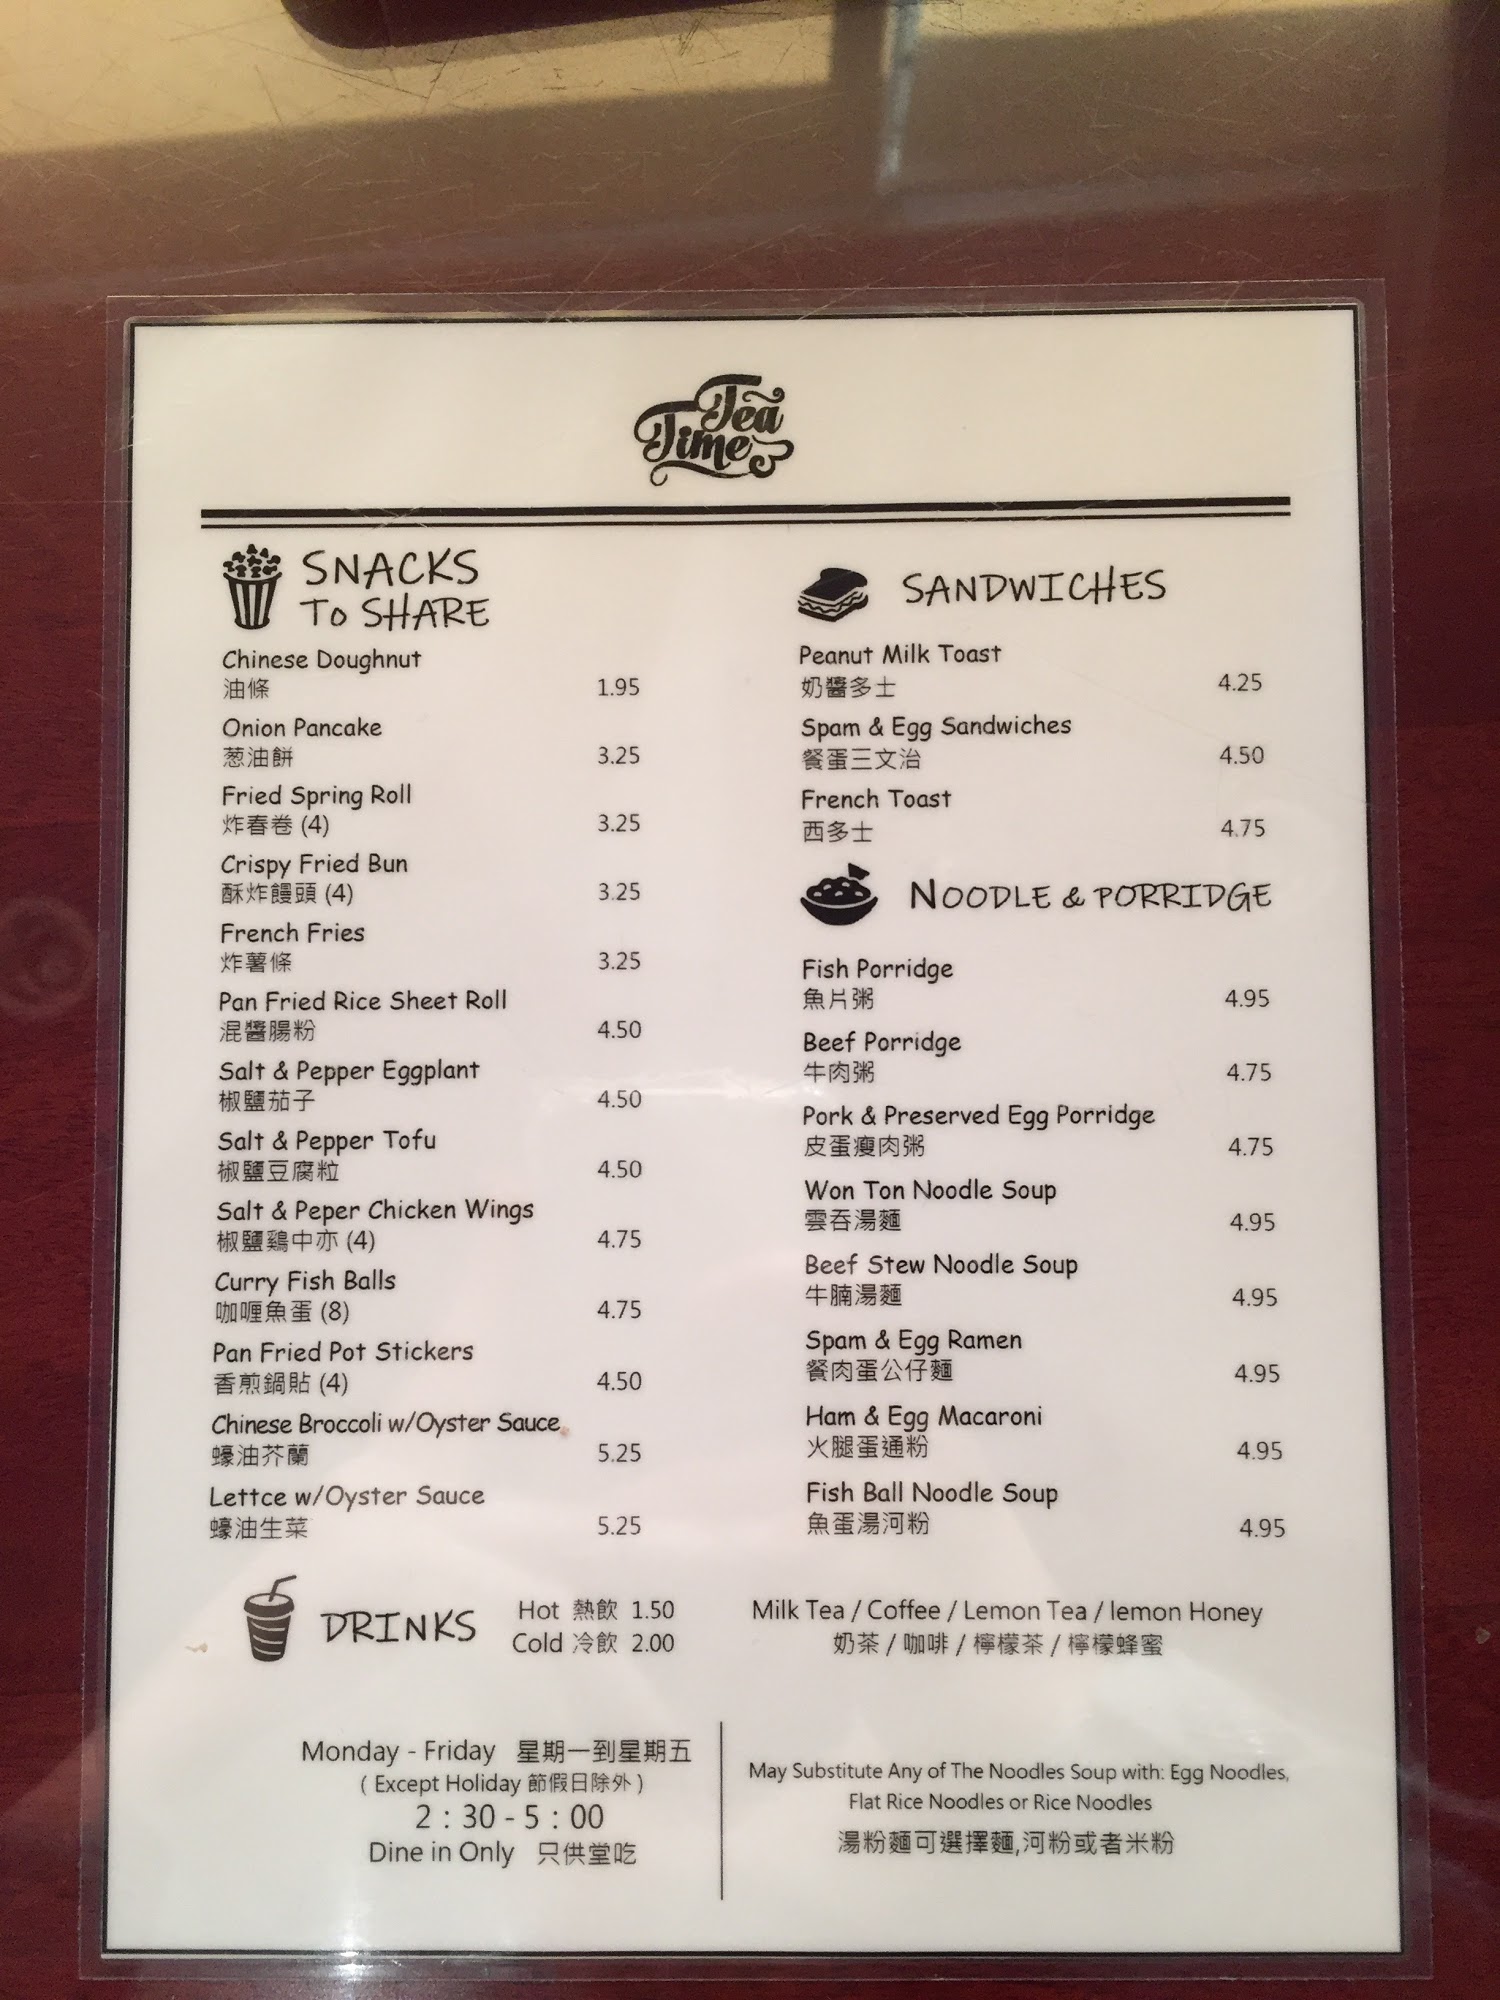 Tea
Time
SNACKS
TO SHARE
Chinese Doughnut
油條 1.95
Onion Pancake
葱油餅 3.25
Fried Spring Roll
炸春卷 (4) 3.25
Crispy Fried Bun
酥炸饅頭 (4) 3.25
French Fries
炸薯條 3.25
Pan Fried Rice Sheet Roll
混醬腸粉 4.50
Salt & Pepper Eggplant
椒鹽茄子 4.50
Salt & Pepper Tofu
椒鹽豆腐粒 4.50
Salt & Peper Chicken Wings
椒鹽鷄中亦 (4) 4.75
Curry Fish Balls
咖喱魚蛋 (8) 4.75
Pan Fried Pot Stickers
香煎鍋貼 (4) 4.50
Chinese Broccoli w/Oyster Sauce
蠔油芥蘭 5.25
Lettce w/Oyster Sauce
蠔油生菜 5.25
SANDWICHES
Peanut Milk Toast
奶醬多士 4.25
Spam & Egg Sandwiches
餐蛋三文治 4.50
French Toast
西多士 4.75
NOODLE & PORRIDGE
Fish Porridge
魚片粥 4.95
Beef Porridge
牛肉粥 4.75
Pork & Preserved Egg Porridge
皮蛋瘦肉粥 4.75
Won Ton Noodle Soup
雲吞湯麵 4.95
Beef Stew Noodle Soup
牛腩湯麵 4.95
Spam & Egg Ramen
餐肉蛋公仔麵 4.95
Ham & Egg Macaroni
火腿蛋通粉 4.95
Fish Ball Noodle Soup
魚蛋湯河粉 4.95
DRINKS
Hot 熱飲 1.50
Cold 冷飲 2.00
Milk Tea / Coffee / Lemon Tea / lemon Honey
奶茶 / 咖啡 / 檸檬茶 / 檸檬蜂蜜
Monday - Friday 星期一到星期五
( Except Holiday 節假日除外 )
2 : 30 - 5 : 00
Dine in Only 只供堂吃
May Substitute Any of The Noodles Soup with: Egg Noodles,
Flat Rice Noodles or Rice Noodles
湯粉麵可選擇麵,河粉或者米粉